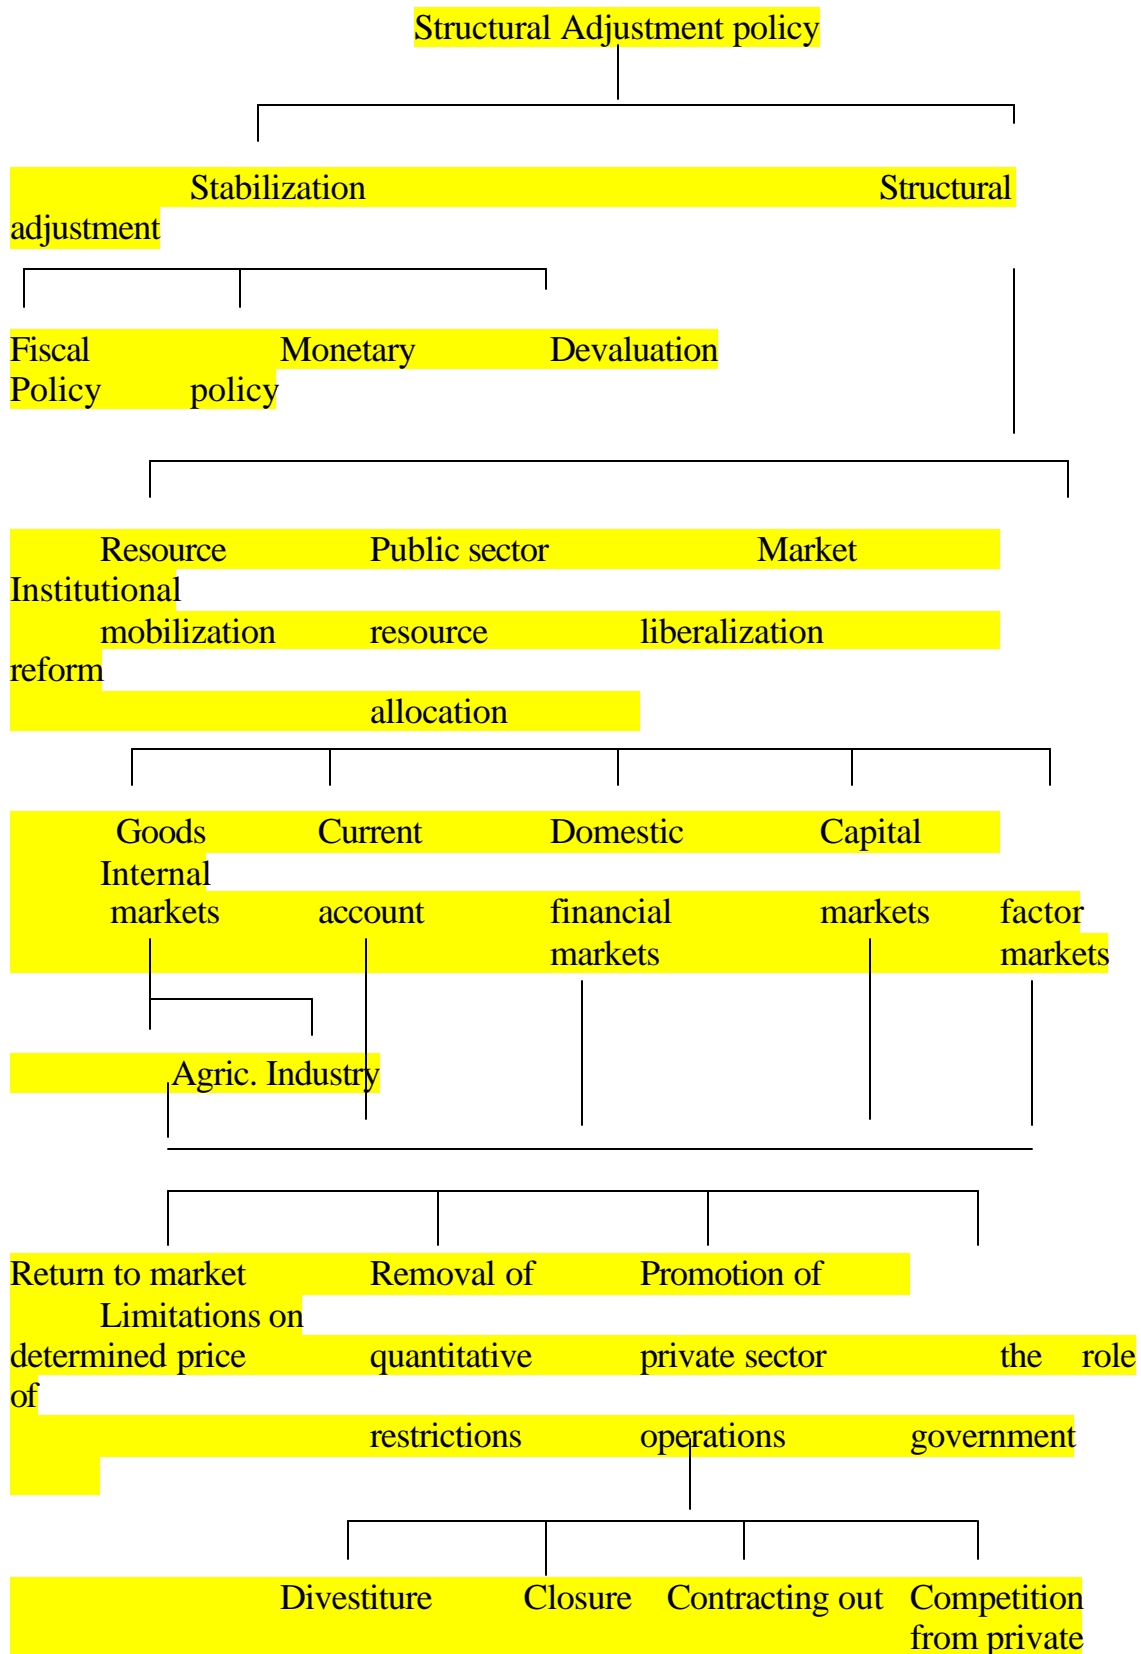 Structural Adjustment policy
Stabilization Structural
adjustment
Fiscal Monetary Devaluation
Policy policy
Resource Public sector Market
Institutional
mobilization resource liberalization
reform
allocation
Goods Current Domestic Capital
Internal
markets account financial markets factor
markets markets
Agric. Industry
Return to market Removal of Promotion of
Limitations on
determined price quantitative private sector the role
of
restrictions operations government
Divestiture Closure Contracting out Competition
from private